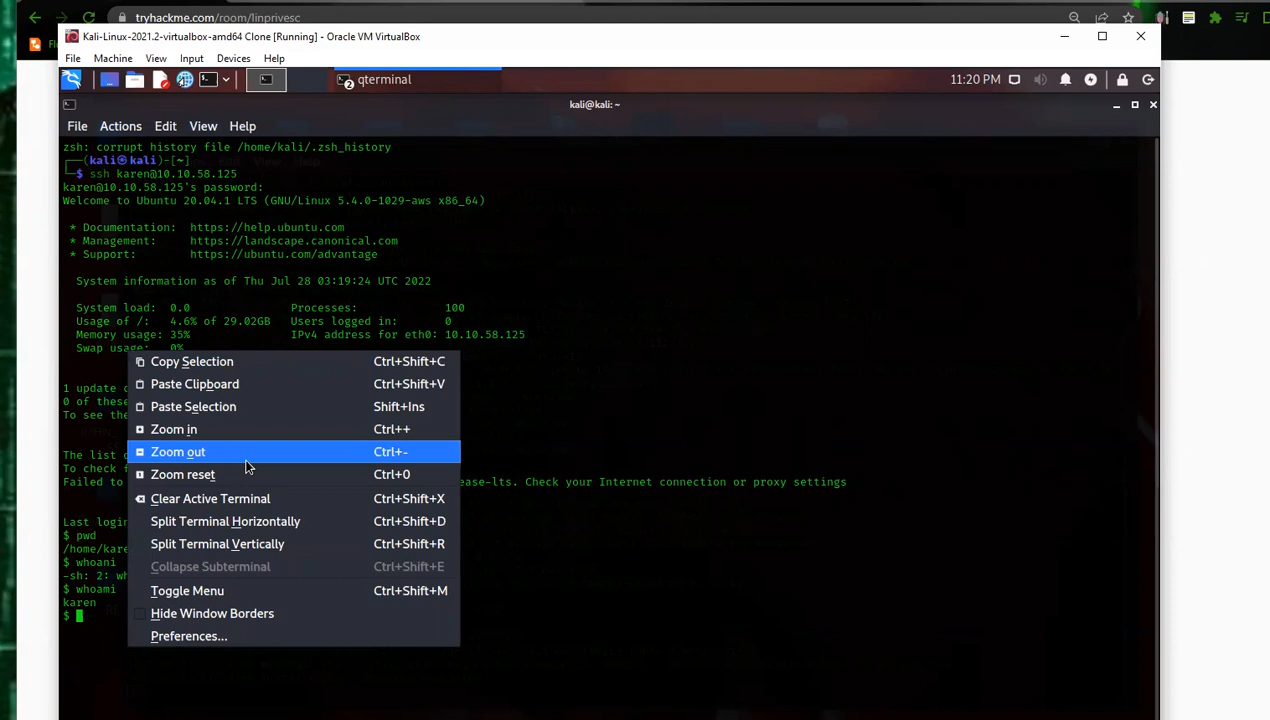 tryhackme.com/room/linprivesc
Kali-Linux-2021.2-virtualbox-amd64 Clone [Running] - Oracle VM VirtualBox
File Machine View Input Devices Help
qterminal
2
11:20 PM
kali@kali: ~
File Actions Edit View Help
zsh: corrupt history file /home/kali/.zsh_history
┌──(kali㉿kali)-[~]
└─$ ssh karen@10.10.58.125
karen@10.10.58.125's password:
Welcome to Ubuntu 20.04.1 LTS (GNU/Linux 5.4.0-1029-aws x86_64)
* Documentation: https://help.ubuntu.com
* Management: https://landscape.canonical.com
* Support: https://ubuntu.com/advantage
System information as of Thu Jul 28 03:19:24 UTC 2022
System load: 0.0 Processes: 100
Usage of /: 4.6% of 29.02GB Users logged in: 0
Memory usage: 35% IPv4 address for eth0: 10.10.58.125
Swap usage: 0%
Copy Selection Ctrl+Shift+C
Paste Clipboard Ctrl+Shift+V
1 update
0 of these
Paste Selection Shift+Ins
To see the
Zoom in Ctrl++
Zoom out Ctrl+-
The list
To check
Zoom reset Ctrl+0
Failed to ease-lts. Check your Internet connection or proxy settings
Clear Active Terminal Ctrl+Shift+X
Last login
Split Terminal Horizontally Ctrl+Shift+D
$ pwd
Split Terminal Vertically Ctrl+Shift+R
/home/kare
$ whoani
Collapse Subterminal Ctrl+Shift+E
-sh: 2: wh
$ whoami
Toggle Menu Ctrl+Shift+M
karen
$
Hide Window Borders
Preferences...